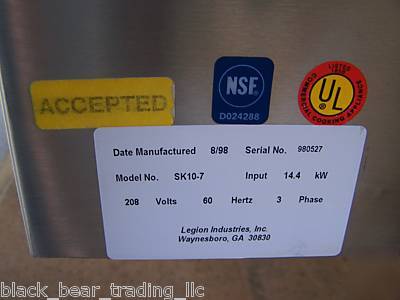 ACCEPTED
NSF
D024288
LISTED
UL
COMMERCIAL COOKING APPLIANCE
Date Manufactured 8/98 Serial No. 980527
Model No. SK10-7 Input 14.4 kW
208 Volts 60 Hertz 3 Phase
Legion Industries, Inc.
Waynesboro, GA 30830
black_bear_trading_llc